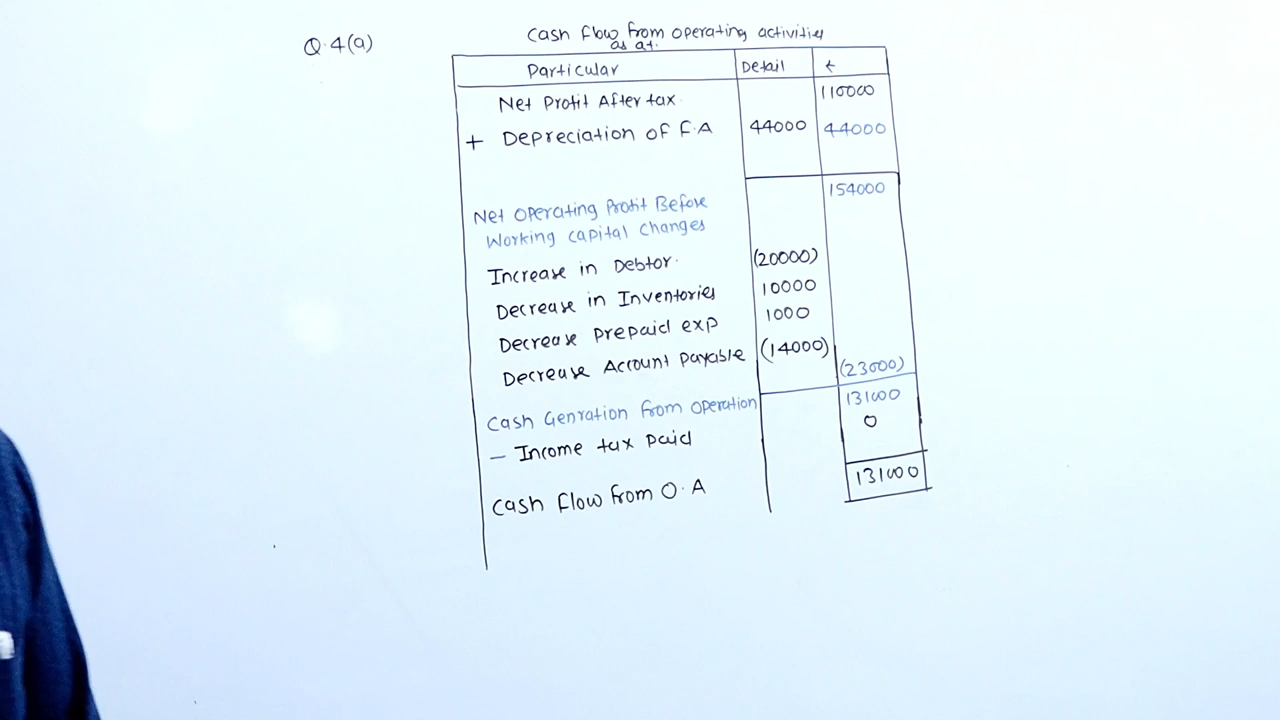 Q.4(a)
Cash flow from operating activities
as at.
Particular Detail ₹
Net Profit After tax. 110000
+ Depreciation of F.A 44000 44000
154000
Net Operating Profit Before
Working Capital Changes
Increase in Debtor. (20000)
Decrease in Inventories 10000
Decrease Prepaid exp 1000
Decrease Account Payable (14000)
(23000)
Cash Genration from Operation 131000
– Income tax paid 0
Cash flow from O.A 131000